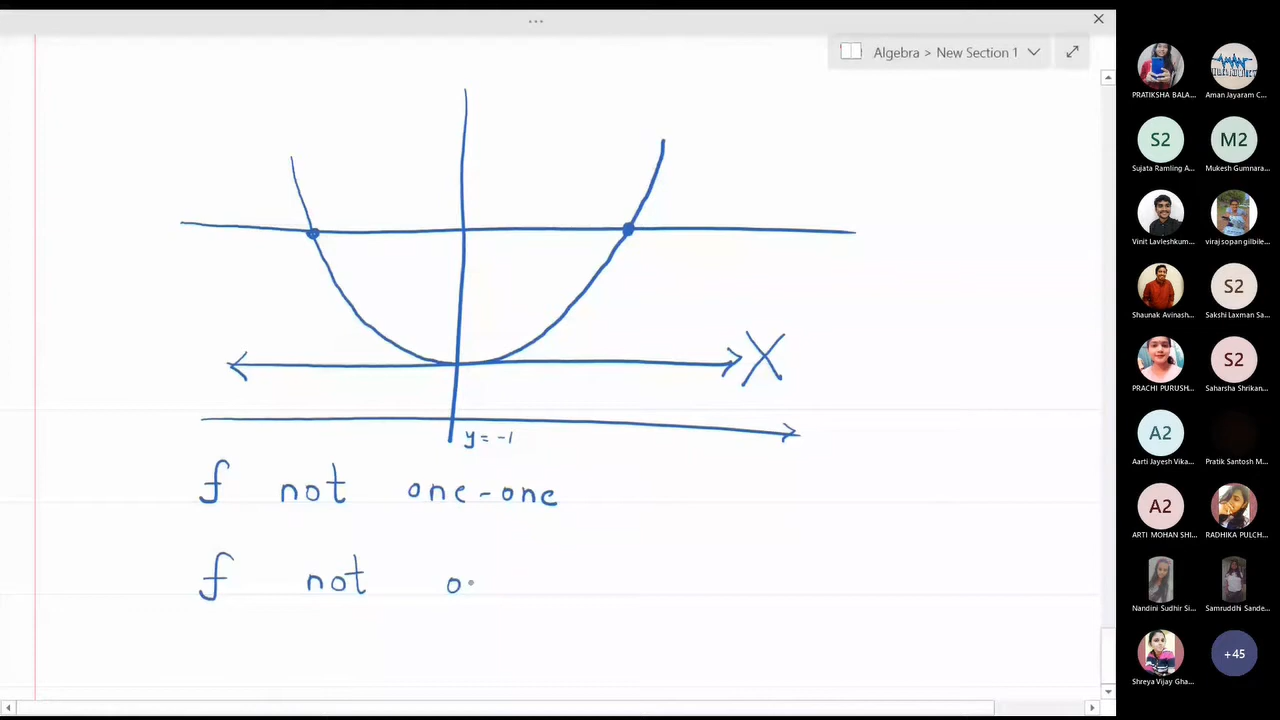 Algebra > New Section 1
X
y = -1
f not one-one
f not o
PRATIKSHA BALA...
Aman Jayaram C...
S2
M2
Sujata Ramling A...
Mukesh Gumnara...
Vinit Lavleshkum...
viraj sopan gilbile
S2
Shaunak Avinash...
Sakshi Laxman Sa...
S2
PRACHI PURUSH...
Saharsha Shrikan...
A2
Aarti Jayesh Vika...
Pratik Santosh M...
A2
ARTI MOHAN SHI...
RADHIKA PULCH...
Nandini Sudhir Si...
Samruddhi Sande...
+45
Shreya Vijay Gha...